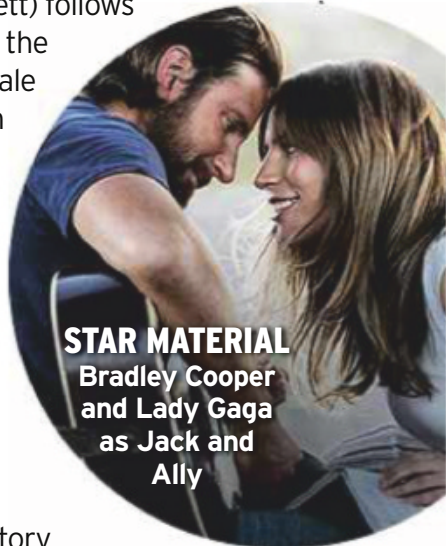 ett) follows
the
ale
STAR MATERIAL
Bradley Cooper
and Lady Gaga
as Jack and
Ally
tory